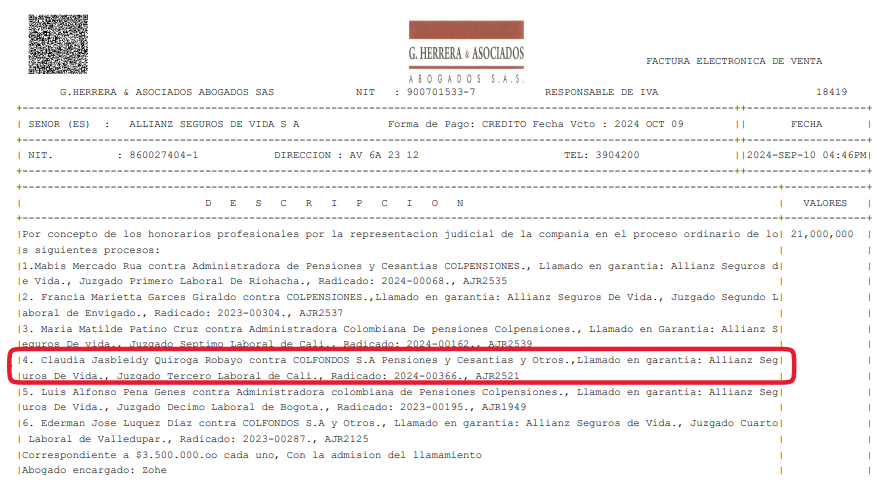 G. HERRERA & ASOCIADOS
ABOGADOS S.A.S.
FACTURA ELECTRONICA DE VENTA
G.HERRERA & ASOCIADOS ABOGADOS SAS NIT : 900701533-7 RESPONSABLE DE IVA 18419
SENOR (ES) : ALLIANZ SEGUROS DE VIDA S A Forma de Pago: CREDITO Fecha Vcto : 2024 OCT 09 FECHA
NIT. : 860027404-1 DIRECCION : AV 6A 23 12 TEL: 3904200 2024-SEP-10 04:46PM
D E S C R I P C I O N VALORES
Por concepto de los honorarios profesionales por la representacion judicial de la compania en el proceso ordinario de lo 21,000,000
s siguientes procesos:
1.Mabis Mercado Rua contra Administradora de Pensiones y Cesantias COLPENSIONES., Llamado en garantia: Allianz Seguros d
e Vida., Juzgado Primero Laboral De Riohacha., Radicado: 2024-00068., AJR2535
2. Francia Marietta Garces Giraldo contra COLPENSIONES.,Llamado en garantia: Allianz Seguros De Vida., Juzgado Segundo L
aboral de Envigado., Radicado: 2023-00304., AJR2537
3. Maria Matilde Patino Cruz contra Administradora Colombiana De pensiones Colpensiones., Llamado en Garantia: Allianz S
eguros De vida., Juzgado Septimo Laboral de Cali., Radicado: 2024-00162., AJR2539
4. Claudia Jasbleidy Quiroga Robayo contra COLFONDOS S.A Pensiones y Cesantias y Otros.,Llamado en garantia: Allianz Seg
uros De Vida., Juzgado Tercero Laboral de Cali., Radicado: 2024-00366., AJR2521
5. Luis Alfonso Pena Genes contra Administradora colombiana de Pensiones Colpensiones., Llamado en garantia: Allianz Seg
uros De Vida., Juzgado Decimo Laboral de Bogota., Radicado: 2023-00195., AJR1949
6. Ederman Jose Luquez Diaz contra COLFONDOS S.A y Otros., Llamado en garantia: Allianz Seguros de Vida., Juzgado Cuarto
Laboral de Valledupar., Radicado: 2023-00287., AJR2125
Correspondiente a $3.500.000.oo cada uno, Con la admision del llamamiento
Abogado encargado: Zohe